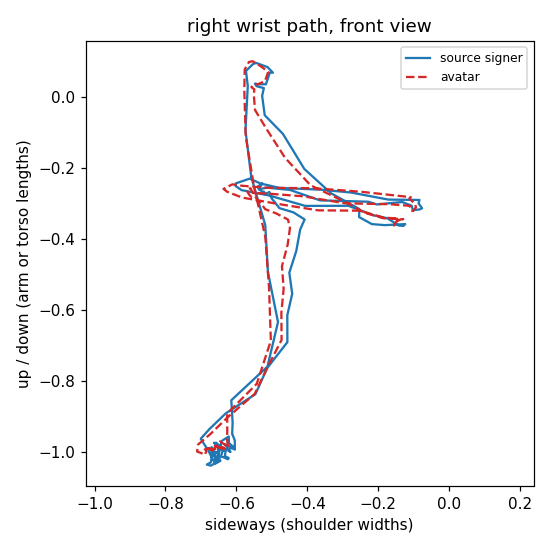 right wrist path, front view
source signer
avatar
up / down (arm or torso lengths)
0.0
−0.2
−0.4
−0.6
−0.8
−1.0
−1.0 −0.8 −0.6 −0.4 −0.2 0.0 0.2
sideways (shoulder widths)